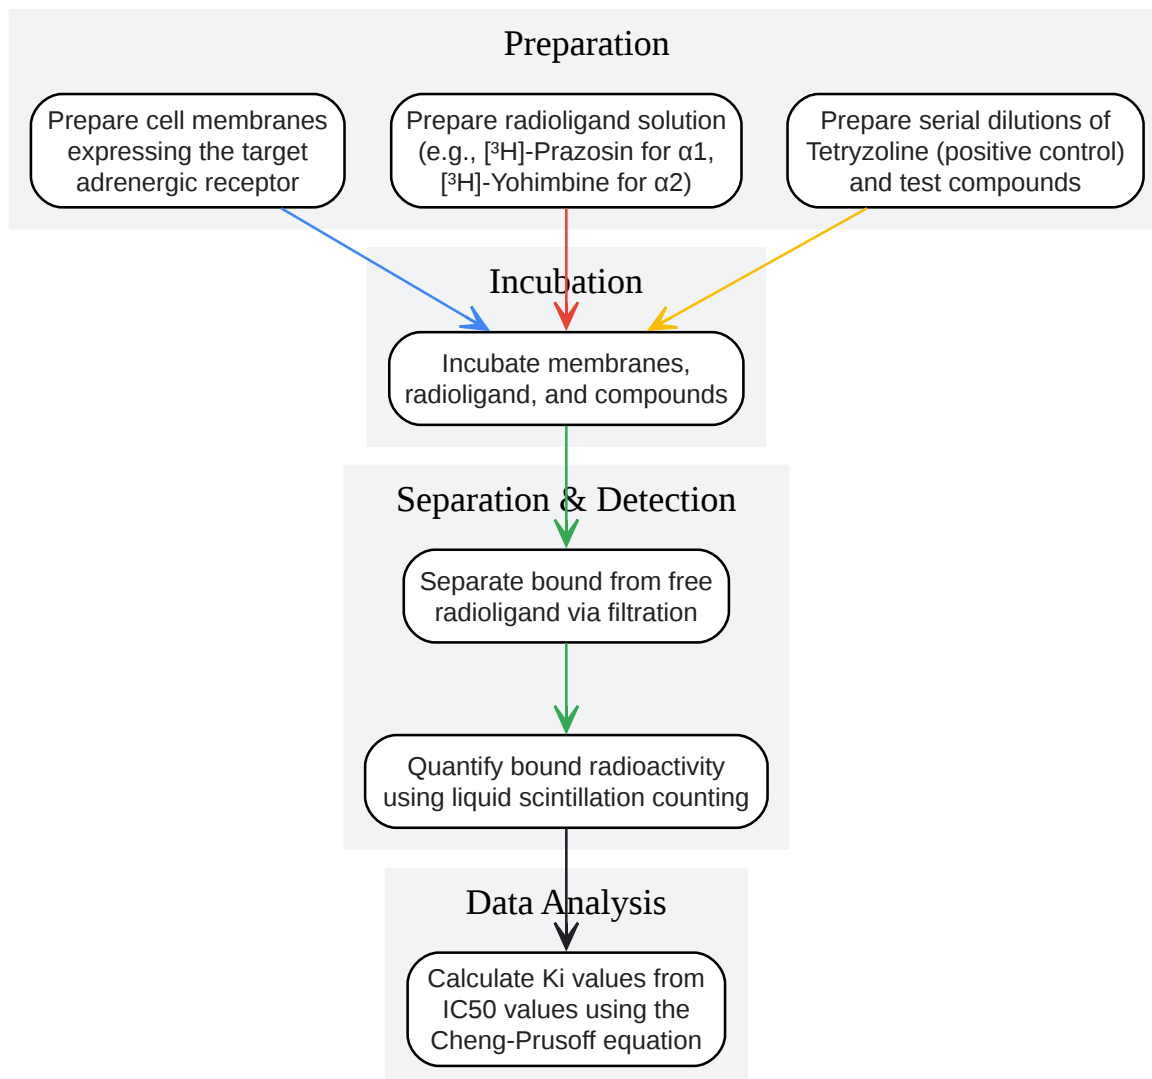 Preparation
Prepare cell membranes
expressing the target
adrenergic receptor
Prepare radioligand solution
(e.g., [³H]-Prazosin for α1,
[³H]-Yohimbine for α2)
Prepare serial dilutions of
Tetryzoline (positive control)
and test compounds
Incubation
Incubate membranes,
radioligand, and compounds
Separation & Detection
Separate bound from free
radioligand via filtration
Quantify bound radioactivity
using liquid scintillation counting
Data Analysis
Calculate Ki values from
IC50 values using the
Cheng-Prusoff equation